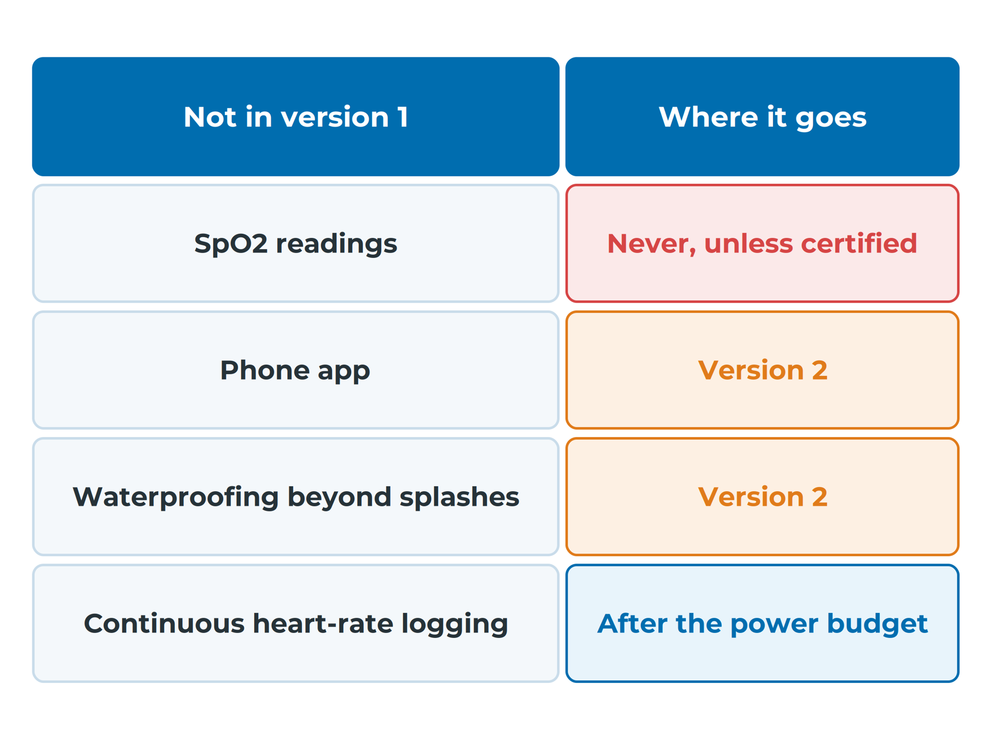 Not in version 1
Where it goes
SpO2 readings
Never, unless certified
Phone app
Version 2
Waterproofing beyond splashes
Version 2
Continuous heart-rate logging
After the power budget